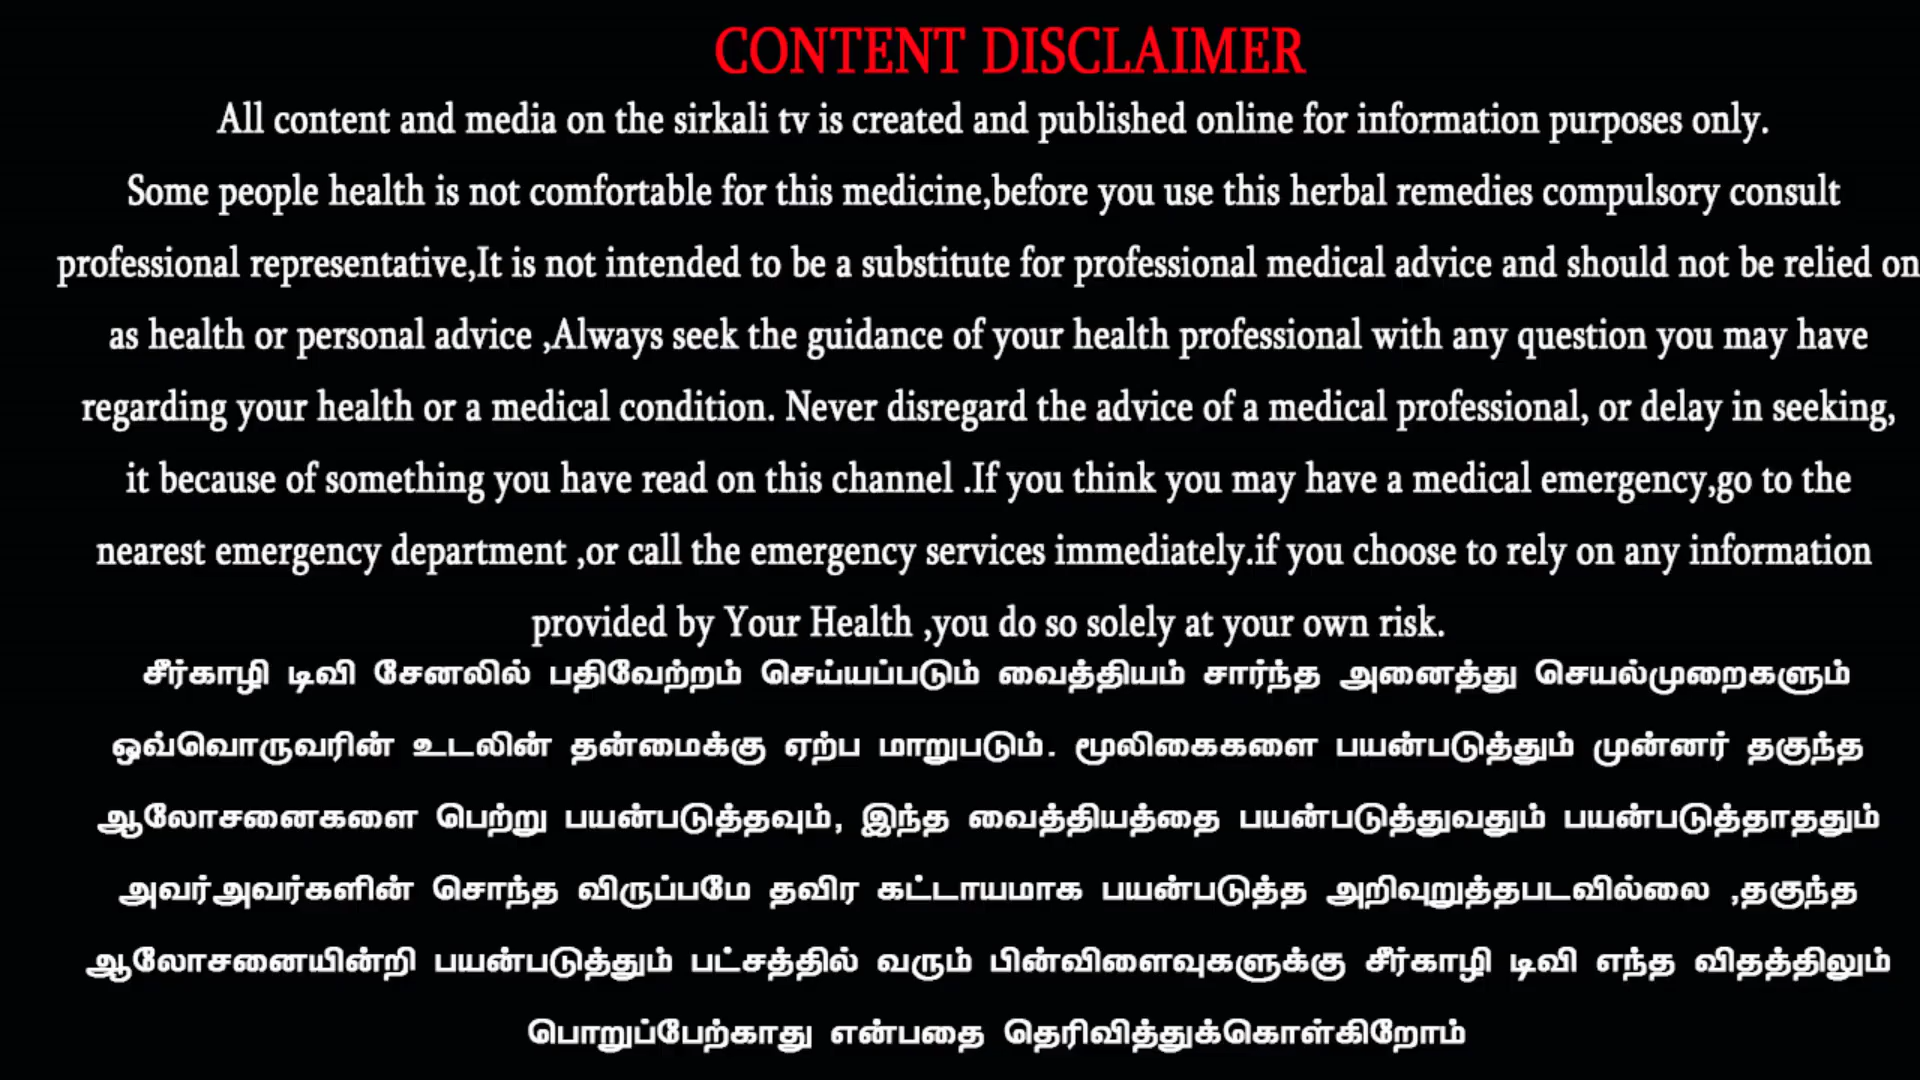 CONTENT DISCLAIMER
All content and media on the sirkali tv is created and published online for information purposes only.
Some people health is not comfortable for this medicine,before you use this herbal remedies compulsory consult
professional representative,It is not intended to be a substitute for professional medical advice and should not be relied on
as health or personal advice ,Always seek the guidance of your health professional with any question you may have
regarding your health or a medical condition. Never disregard the advice of a medical professional, or delay in seeking,
it because of something you have read on this channel .If you think you may have a medical emergency,go to the
nearest emergency department ,or call the emergency services immediately.if you choose to rely on any information
provided by Your Health ,you do so solely at your own risk.
சீர்காழி டிவி சேனலில் பதிவேற்றம் செய்யப்படும் வைத்தியம் சார்ந்த அனைத்து செயல்முறைகளும்
ஒவ்வொருவரின் உடலின் தன்மைக்கு ஏற்ப மாறுபடும். மூலிகைகளை பயன்படுத்தும் முன்னர் தகுந்த
ஆலோசனைகளை பெற்று பயன்படுத்தவும், இந்த வைத்தியத்தை பயன்படுத்துவதும் பயன்படுத்தாததும்
அவர்அவர்களின் சொந்த விருப்பமே தவிர கட்டாயமாக பயன்படுத்த அறிவுறுத்தபடவில்லை ,தகுந்த
ஆலோசனையின்றி பயன்படுத்தும் பட்சத்தில் வரும் பின்விளைவுகளுக்கு சீர்காழி டிவி எந்த விதத்திலும்
பொறுப்பேற்காது என்பதை தெரிவித்துக்கொள்கிறோம்